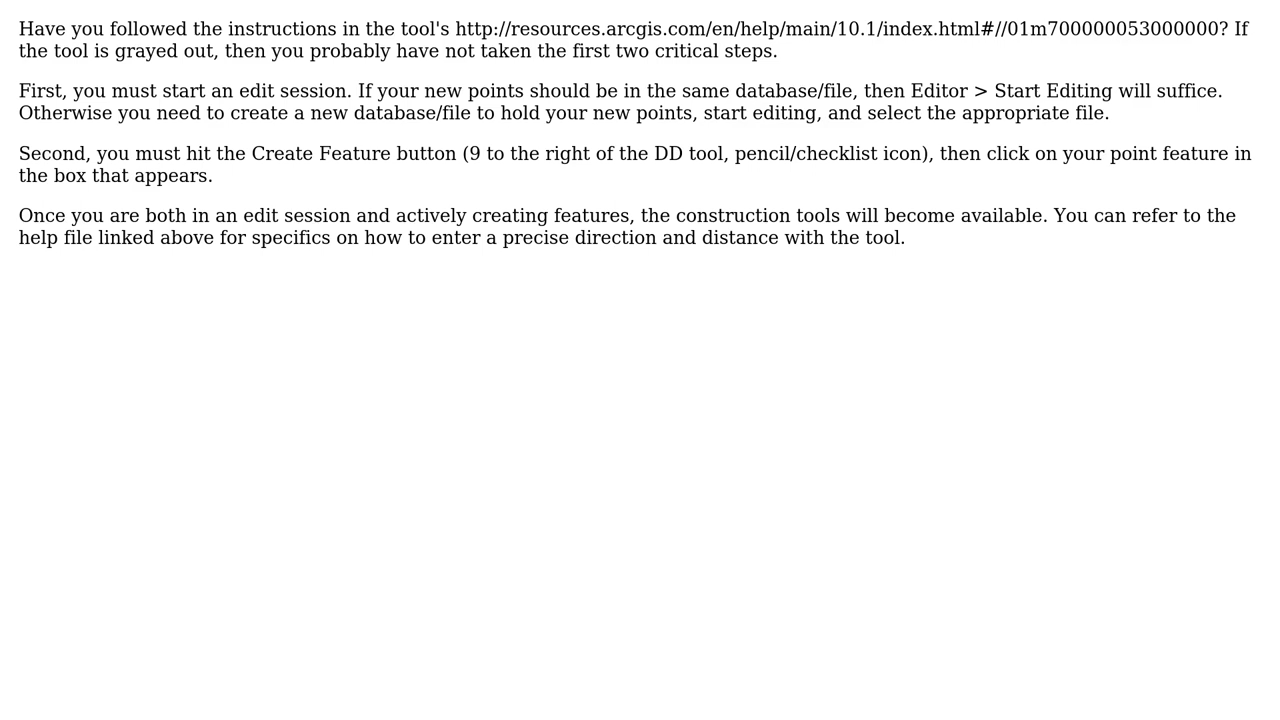 Have you followed the instructions in the tool's http://resources.arcgis.com/en/help/main/10.1/index.html#//01m700000053000000? If
the tool is grayed out, then you probably have not taken the first two critical steps.
First, you must start an edit session. If your new points should be in the same database/file, then Editor > Start Editing will suffice.
Otherwise you need to create a new database/file to hold your new points, start editing, and select the appropriate file.
Second, you must hit the Create Feature button (9 to the right of the DD tool, pencil/checklist icon), then click on your point feature in
the box that appears.
Once you are both in an edit session and actively creating features, the construction tools will become available. You can refer to the
help file linked above for specifics on how to enter a precise direction and distance with the tool.